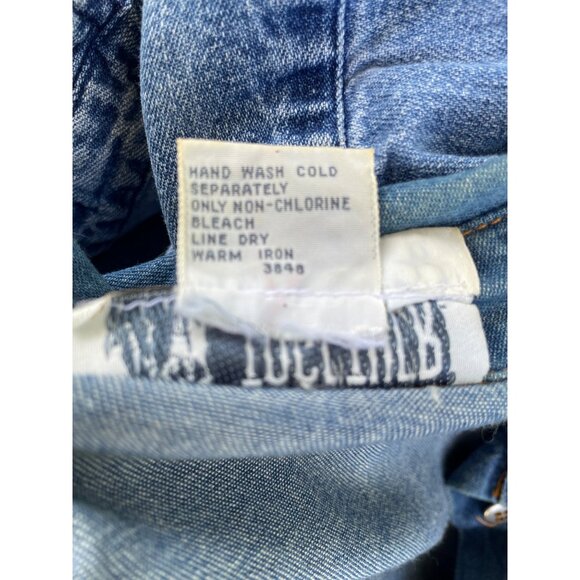 HAND WASH COLD
SEPARATELY
ONLY NON-CHLORINE
BLEACH
LINE DRY
WARM IRON
3848